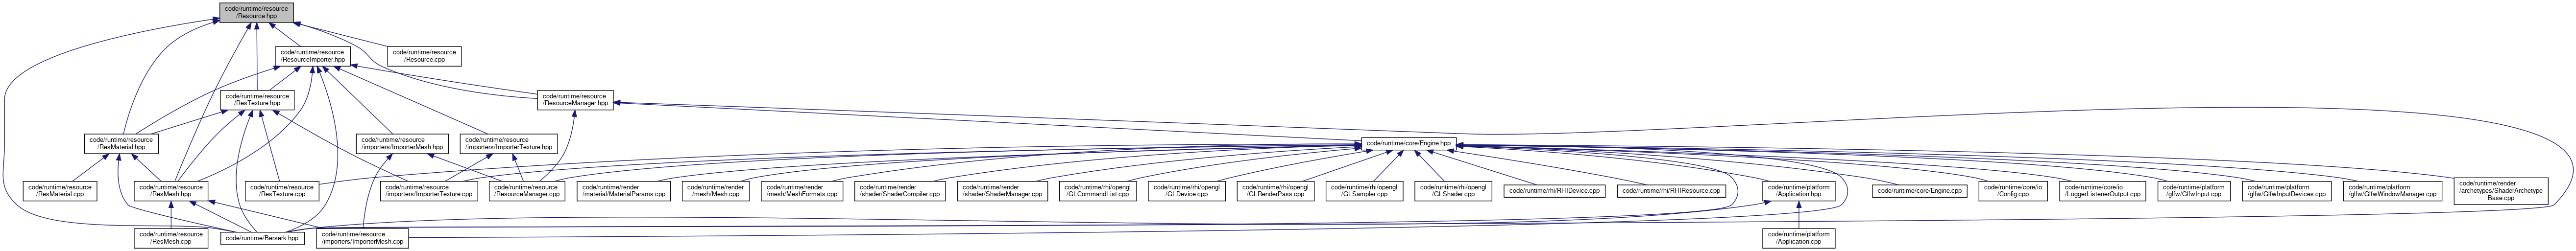 code/runtime/resource
/Resource.hpp
code/runtime/resource
/ResourceImporter.hpp
code/runtime/resource
/Resource.cpp
code/runtime/resource
/ResTexture.hpp
code/runtime/resource
/ResourceManager.hpp
code/runtime/resource
/ResMaterial.hpp
code/runtime/resource
/importers/ImporterMesh.hpp
code/runtime/resource
/importers/ImporterTexture.hpp
code/runtime/core/Engine.hpp
code/runtime/resource
/ResMaterial.cpp
code/runtime/resource
/ResMesh.hpp
code/runtime/resource
/ResTexture.cpp
code/runtime/resource
/importers/ImporterTexture.cpp
code/runtime/resource
/ResourceManager.cpp
code/runtime/render
/material/MaterialParams.cpp
code/runtime/render
/mesh/Mesh.cpp
code/runtime/render
/mesh/MeshFormats.cpp
code/runtime/render
/shader/ShaderCompiler.cpp
code/runtime/render
/shader/ShaderManager.cpp
code/runtime/rhi/opengl
/GLCommandList.cpp
code/runtime/rhi/opengl
/GLDevice.cpp
code/runtime/rhi/opengl
/GLRenderPass.cpp
code/runtime/rhi/opengl
/GLSampler.cpp
code/runtime/rhi/opengl
/GLShader.cpp
code/runtime/rhi/RHIDevice.cpp
code/runtime/rhi/RHIResource.cpp
code/runtime/platform
/Application.hpp
code/runtime/core/Engine.cpp
code/runtime/core/io
/Config.cpp
code/runtime/core/io
/LoggerListenerOutput.cpp
code/runtime/platform
/glfw/GlfwInput.cpp
code/runtime/platform
/glfw/GlfwInputDevices.cpp
code/runtime/platform
/glfw/GlfwWindowManager.cpp
code/runtime/render
/archetypes/ShaderArchetype
Base.cpp
code/runtime/resource
/ResMesh.cpp
code/runtime/Berserk.hpp
code/runtime/resource
/importers/ImporterMesh.cpp
code/runtime/platform
/Application.cpp